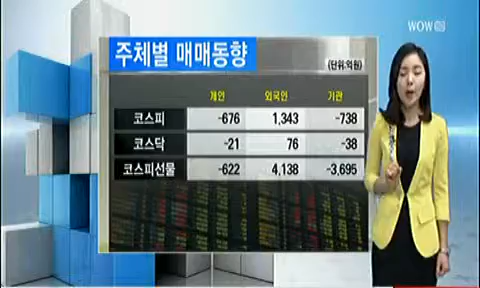 WOW
주체별 매매동향
(단위:억원)
개인 외국인 기관
코스피 -676 1,343 -738
코스닥 -21 76 -38
코스피선물 -622 4,138 -3,695